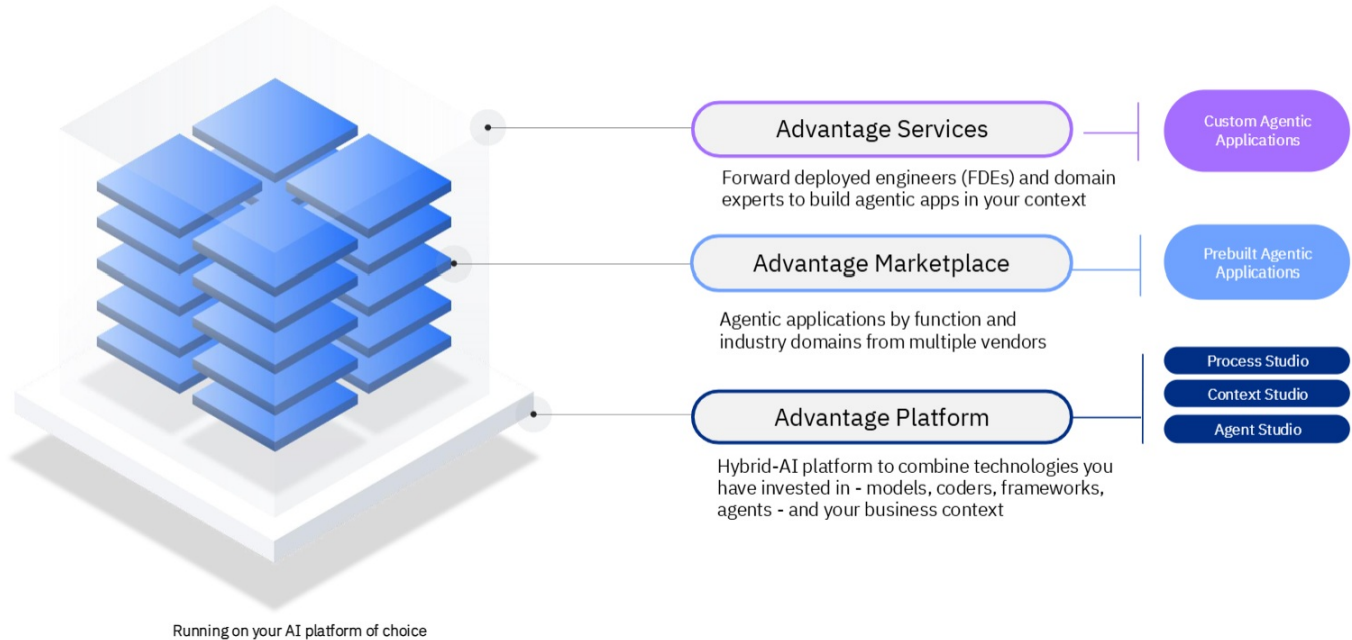 Advantage Services
Custom Agentic
Applications
Forward deployed engineers (FDEs) and domain
experts to build agentic apps in your context
Advantage Marketplace
Prebuilt Agentic
Applications
Agentic applications by function and
industry domains from multiple vendors
Advantage Platform
Process Studio
Context Studio
Agent Studio
Hybrid-AI platform to combine technologies you
have invested in - models, coders, frameworks,
agents - and your business context
Running on your AI platform of choice